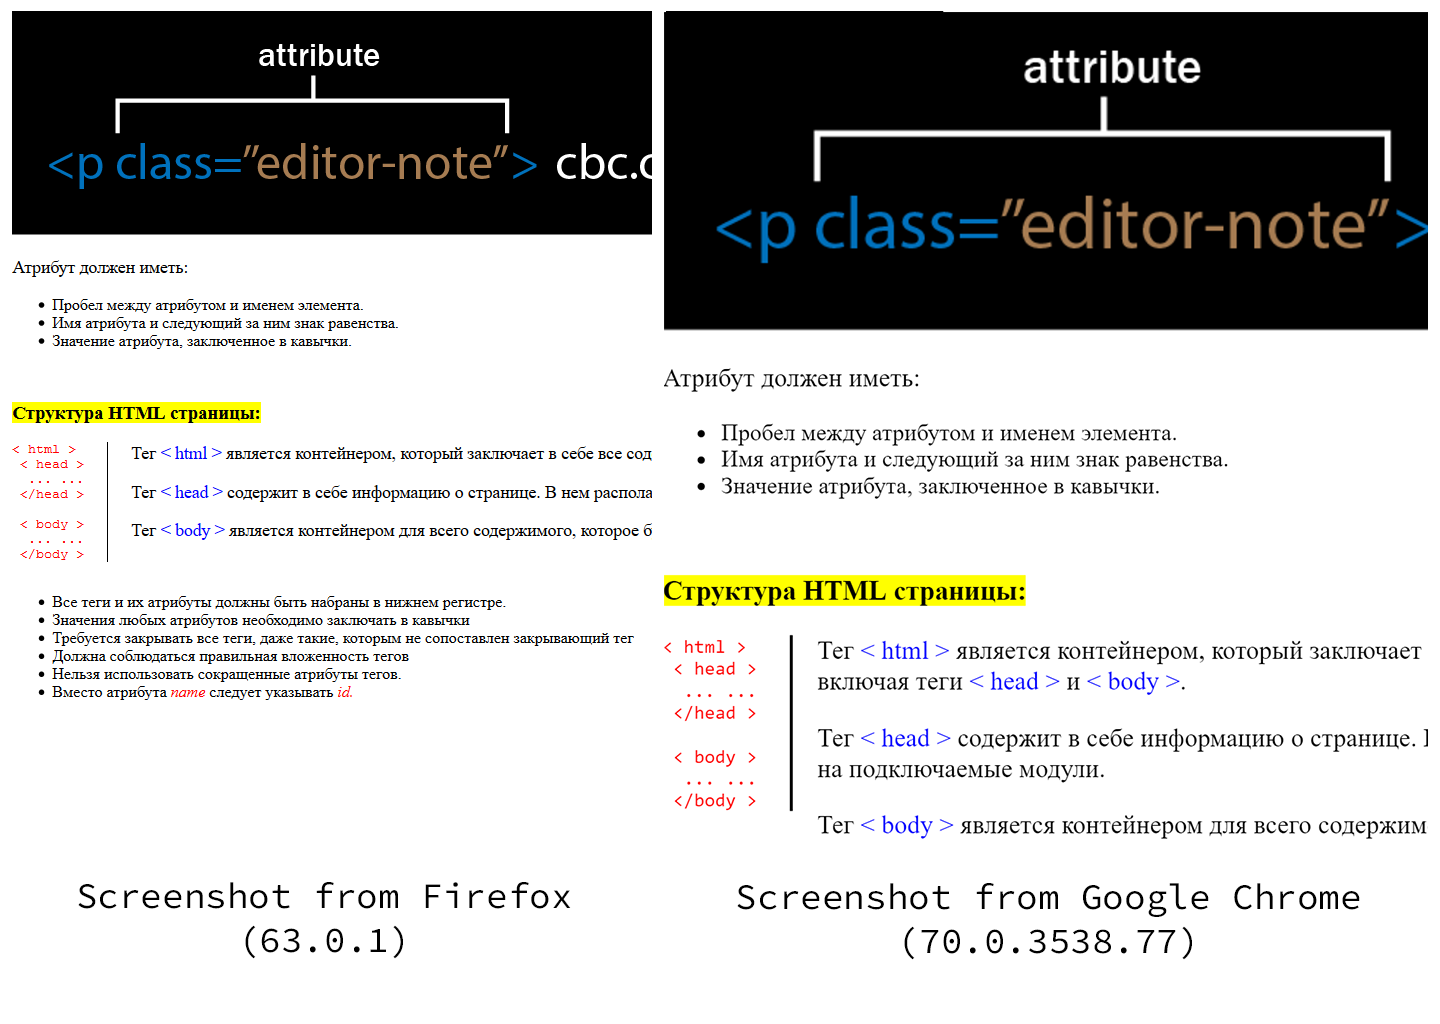 attribute
<p class=”editor-note”> cbc.c
Атрибут должен иметь:
• Пробел между атрибутом и именем элемента.
• Имя атрибута и следующий за ним знак равенства.
• Значение атрибута, заключенное в кавычки.
Структура HTML страницы:
< html >
< head >
... ...
</head >
< body >
... ...
</body >
Тег < html > является контейнером, который заключает в себе все сод
Тег < head > содержит в себе информацию о странице. В нем распола
Тег < body > является контейнером для всего содержимого, которое б
• Все теги и их атрибуты должны быть набраны в нижнем регистре.
• Значения любых атрибутов необходимо заключать в кавычки
• Требуется закрывать все теги, даже такие, которым не сопоставлен закрывающий тег
• Должна соблюдаться правильная вложенность тегов
• Нельзя использовать сокращенные атрибуты тегов.
• Вместо атрибута name следует указывать id.
Screenshot from Firefox
(63.0.1)
attribute
<p class=”editor-note”>
Атрибут должен иметь:
• Пробел между атрибутом и именем элемента.
• Имя атрибута и следующий за ним знак равенства.
• Значение атрибута, заключенное в кавычки.
Структура HTML страницы:
< html >
< head >
... ...
</head >
< body >
... ...
</body >
Тег < html > является контейнером, который заключает
включая теги < head > и < body >.
Тег < head > содержит в себе информацию о странице.
на подключаемые модули.
Тег < body > является контейнером для всего содержим
Screenshot from Google Chrome
(70.0.3538.77)